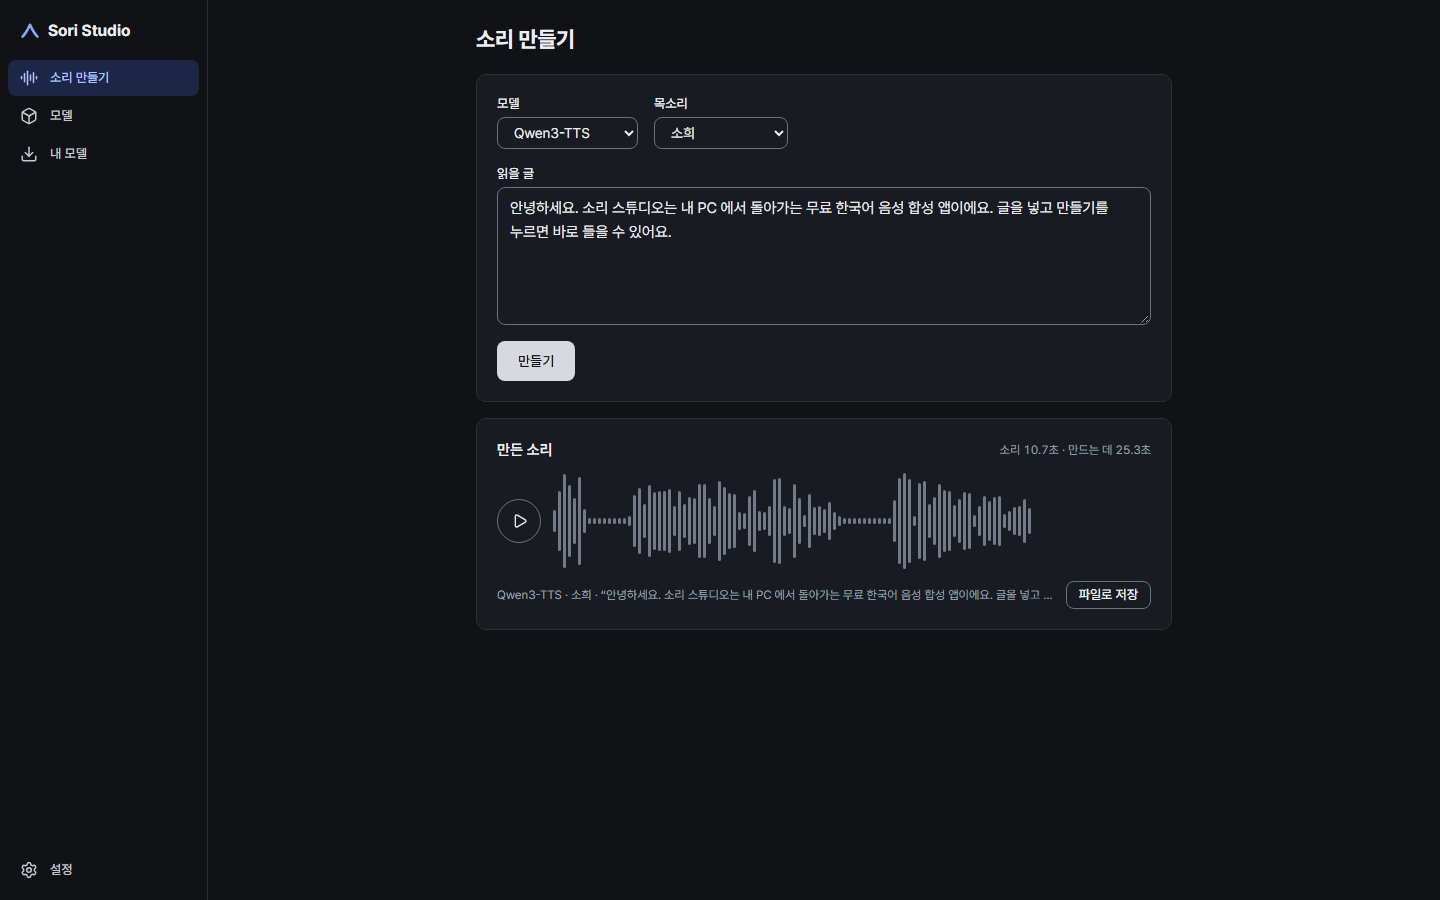 Sori Studio
소리 만들기
모델
내 모델
설정
소리 만들기
모델
목소리
Qwen3-TTS
소희
읽을 글
안녕하세요. 소리 스튜디오는 내 PC 에서 돌아가는 무료 한국어 음성 합성 앱이에요. 글을 넣고 만들기를
누르면 바로 들을 수 있어요.
만들기
만든 소리
소리 10.7초 · 만드는 데 25.3초
Qwen3-TTS · 소희 · “안녕하세요. 소리 스튜디오는 내 PC 에서 돌아가는 무료 한국어 음성 합성 앱이에요. 글을 넣고 ...
파일로 저장